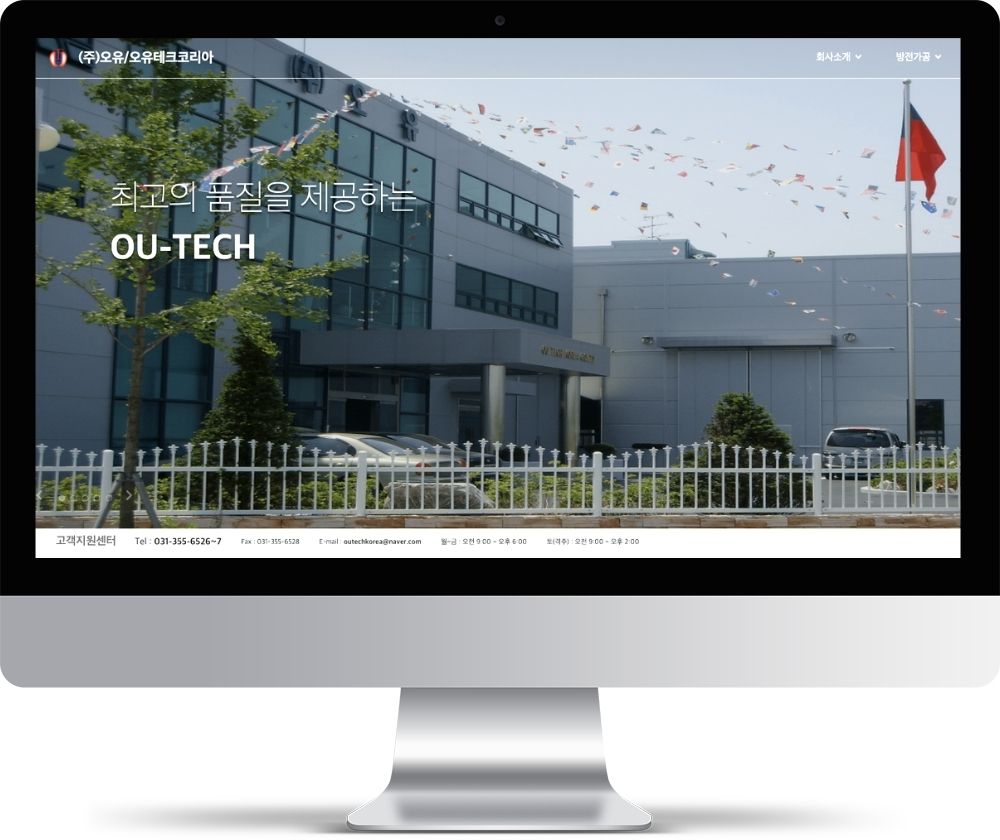 (주)오유/오유테크코리아
회사소개
방전가공
(주)오유
최고의 품질을 제공하는
OU-TECH
고객지원센터 Tel : 031-355-6526~7 Fax : 031-355-6528 E-mail : outechkorea@naver.com 월~금 : 오전 9:00 ~ 오후 6:00 토(격주) : 오전 9:00 ~ 오후 2:00